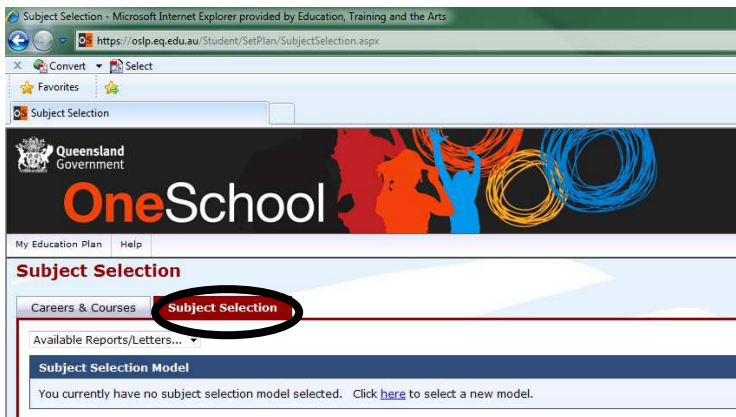 Subject Selection - Microsoft Internet Explorer provided by Education, Training and the Arts
OS https://oslp.eq.edu.au/Student/SetPlan/SubjectSelection.aspx
x Convert Select
Favorites
OS Subject Selection
Queensland
Government
OneSchool
My Education Plan Help
Subject Selection
Careers & Courses Subject Selection
Available Reports/Letters...
Subject Selection Model
You currently have no subject selection model selected. Click here to select a new model.